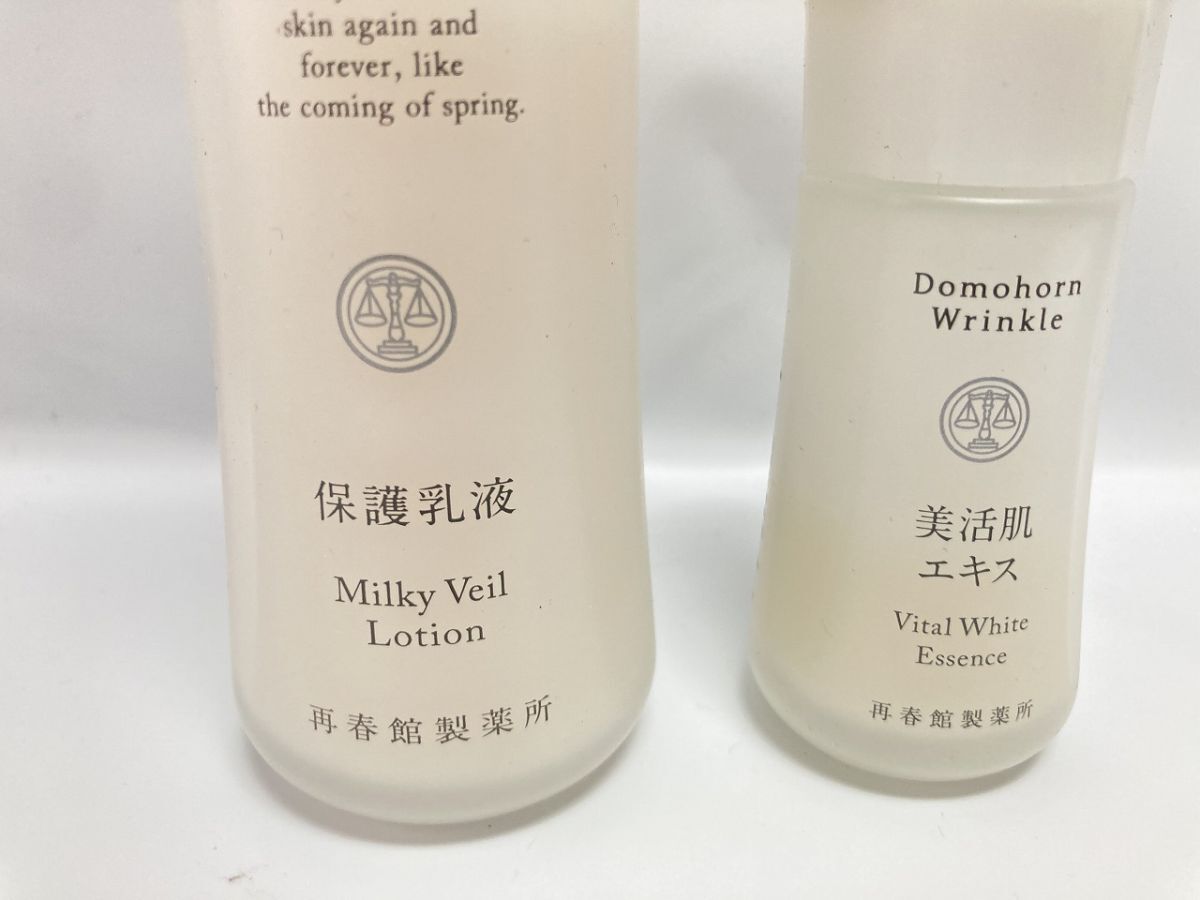 skin again and
forever, like
the coming of spring.
保護乳液
Milky Veil
Lotion
再春館製薬所
Domohorn
Wrinkle
美活肌
エキス
Vital White
Essence
再春館製薬所